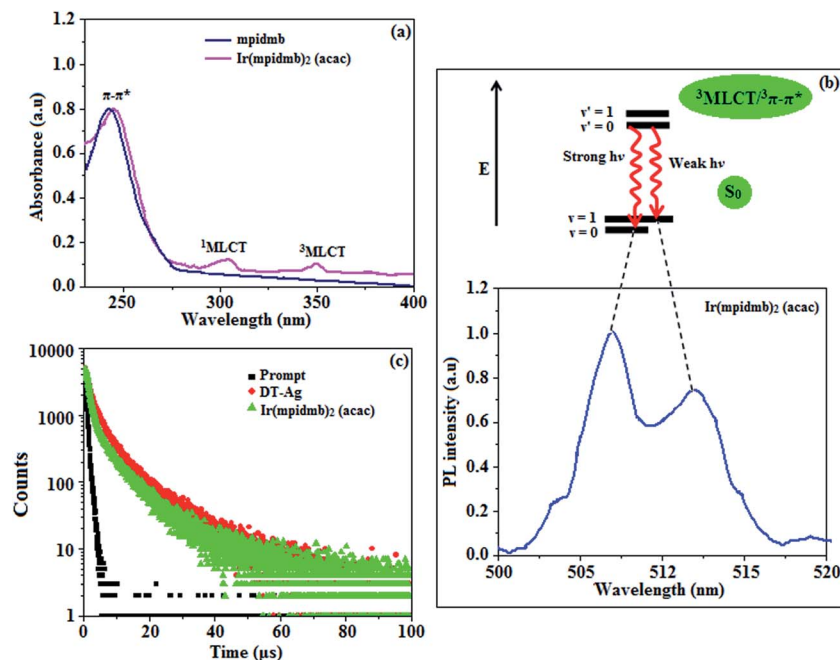 (a)
mpidmb
Ir(mpidmb)2 (acac)
π-π*
1MLCT
3MLCT
Absorbance (a.u)
1.2
1.0
0.8
0.6
0.4
0.2
0.0
250 300 350 400
Wavelength (nm)
(b)
3MLCT/3π-π*
E
v' = 1
v' = 0
Strong hν
Weak hν
S0
v = 1
v = 0
Ir(mpidmb)2 (acac)
PL intensity (a.u)
1.2
1.0
0.8
0.6
0.4
0.2
0.0
500 505 507 510 512 515 520
Wavelength (nm)
(c)
Prompt
DT-Ag
Ir(mpidmb)2 (acac)
Counts
10000
1000
100
10
1
0 20 40 60 80 100
Time (µs)